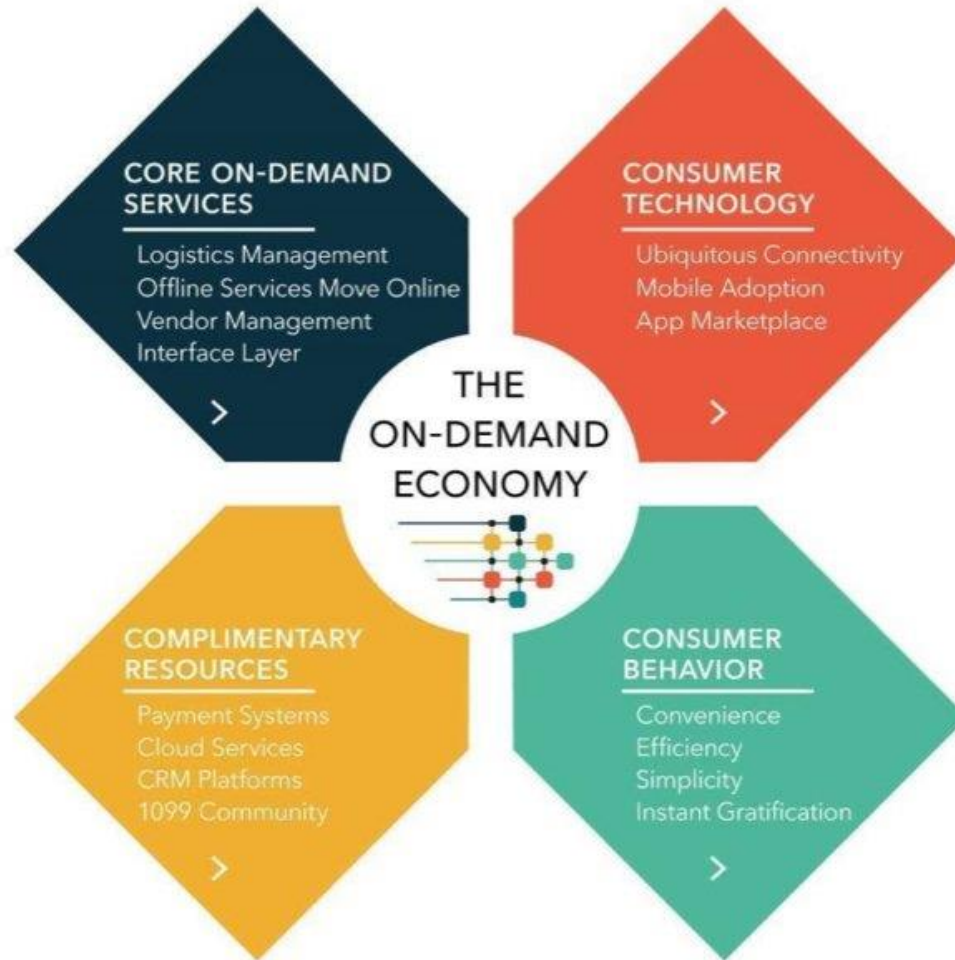 CORE ON-DEMAND
SERVICES
Logistics Management
Offline Services Move Online
Vendor Management
Interface Layer
CONSUMER
TECHNOLOGY
Ubiquitous Connectivity
Mobile Adoption
App Marketplace
THE
ON-DEMAND
ECONOMY
COMPLIMENTARY
RESOURCES
Payment Systems
Cloud Services
CRM Platforms
1099 Community
CONSUMER
BEHAVIOR
Convenience
Efficiency
Simplicity
Instant Gratification